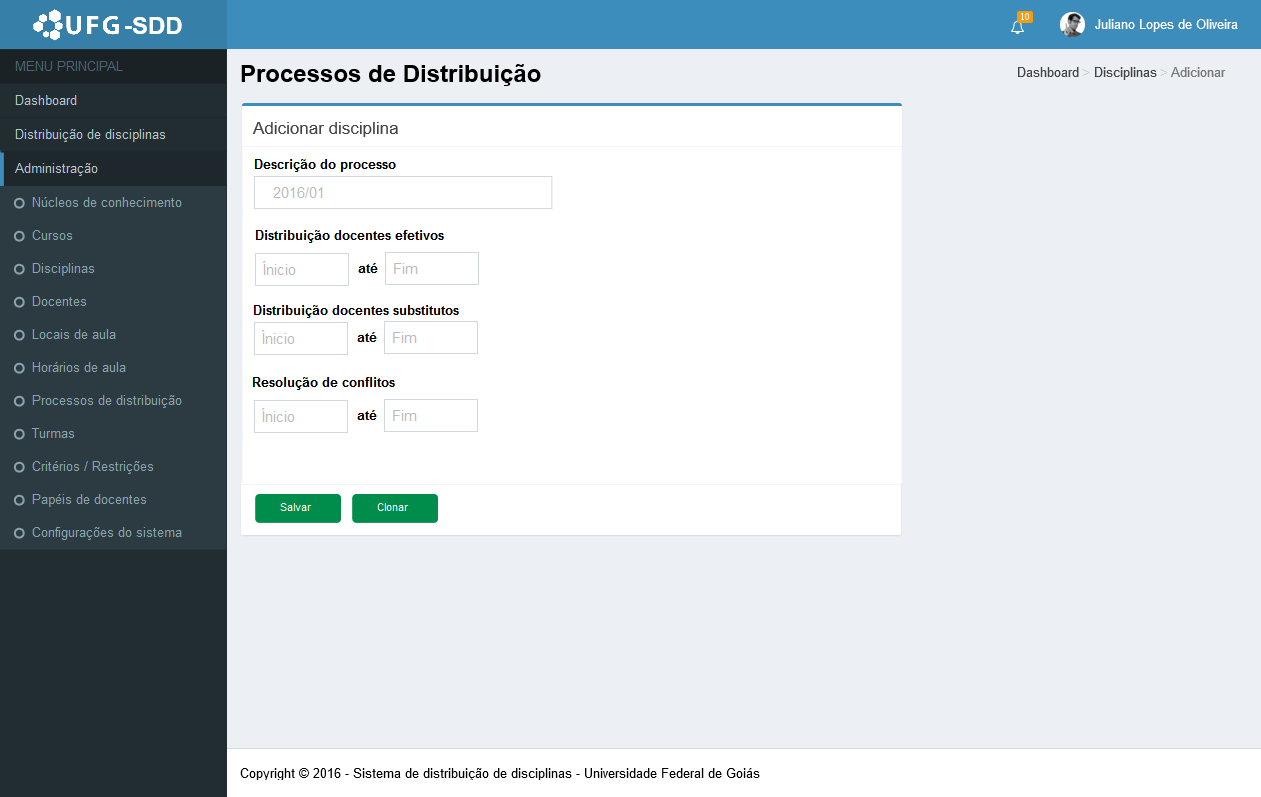 UFG-SDD
10
Juliano Lopes de Oliveira
MENU PRINCIPAL
Dashboard
Distribuição de disciplinas
Administração
Núcleos de conhecimento
Cursos
Disciplinas
Docentes
Locais de aula
Horários de aula
Processos de distribuição
Turmas
Critérios / Restrições
Papéis de docentes
Configurações do sistema
Processos de Distribuição
Dashboard > Disciplinas > Adicionar
Adicionar disciplina
Descrição do processo
2016/01
Distribuição docentes efetivos
Ínicio até Fim
Distribuição docentes substitutos
Ínicio até Fim
Resolução de conflitos
Ínicio até Fim
Salvar Clonar
Copyright © 2016 - Sistema de distribuição de disciplinas - Universidade Federal de Goiás